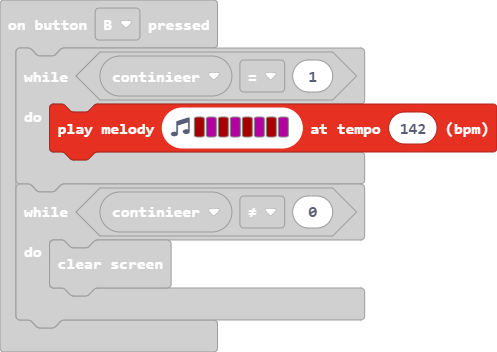 on button B pressed
while continieer = 1
do
play melody at tempo 142 (bpm)
while continieer ≠ 0
do
clear screen